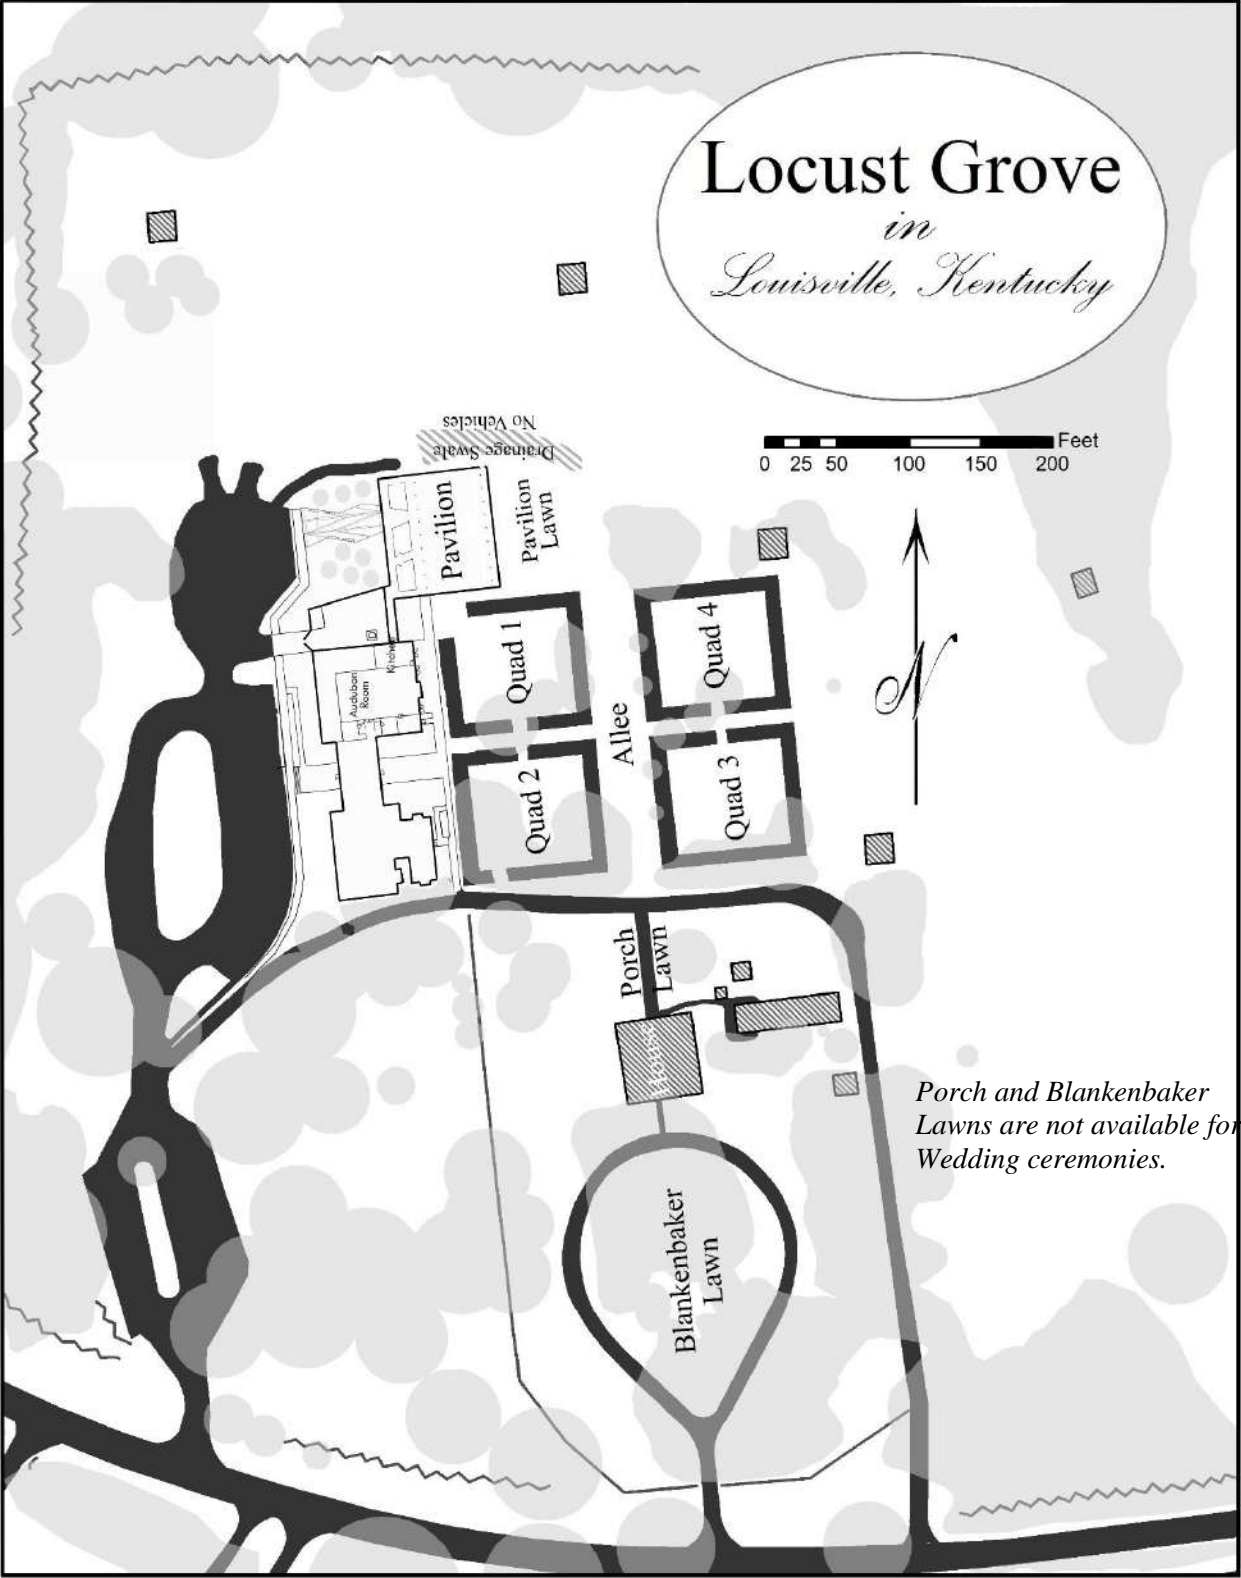 Locust Grove
in
Louisville, Kentucky
No Vehicles
Drainage Swale
Feet
0 25 50 100 150 200
Pavilion
Pavilion
Lawn
N
Quad 1
Quad 4
Kitchen
Audubon
Room
Allee
Quad 2
Quad 3
Porch
Lawn
House
Porch and Blankenbaker
Lawns are not available for
Wedding ceremonies.
Blankenbaker
Lawn